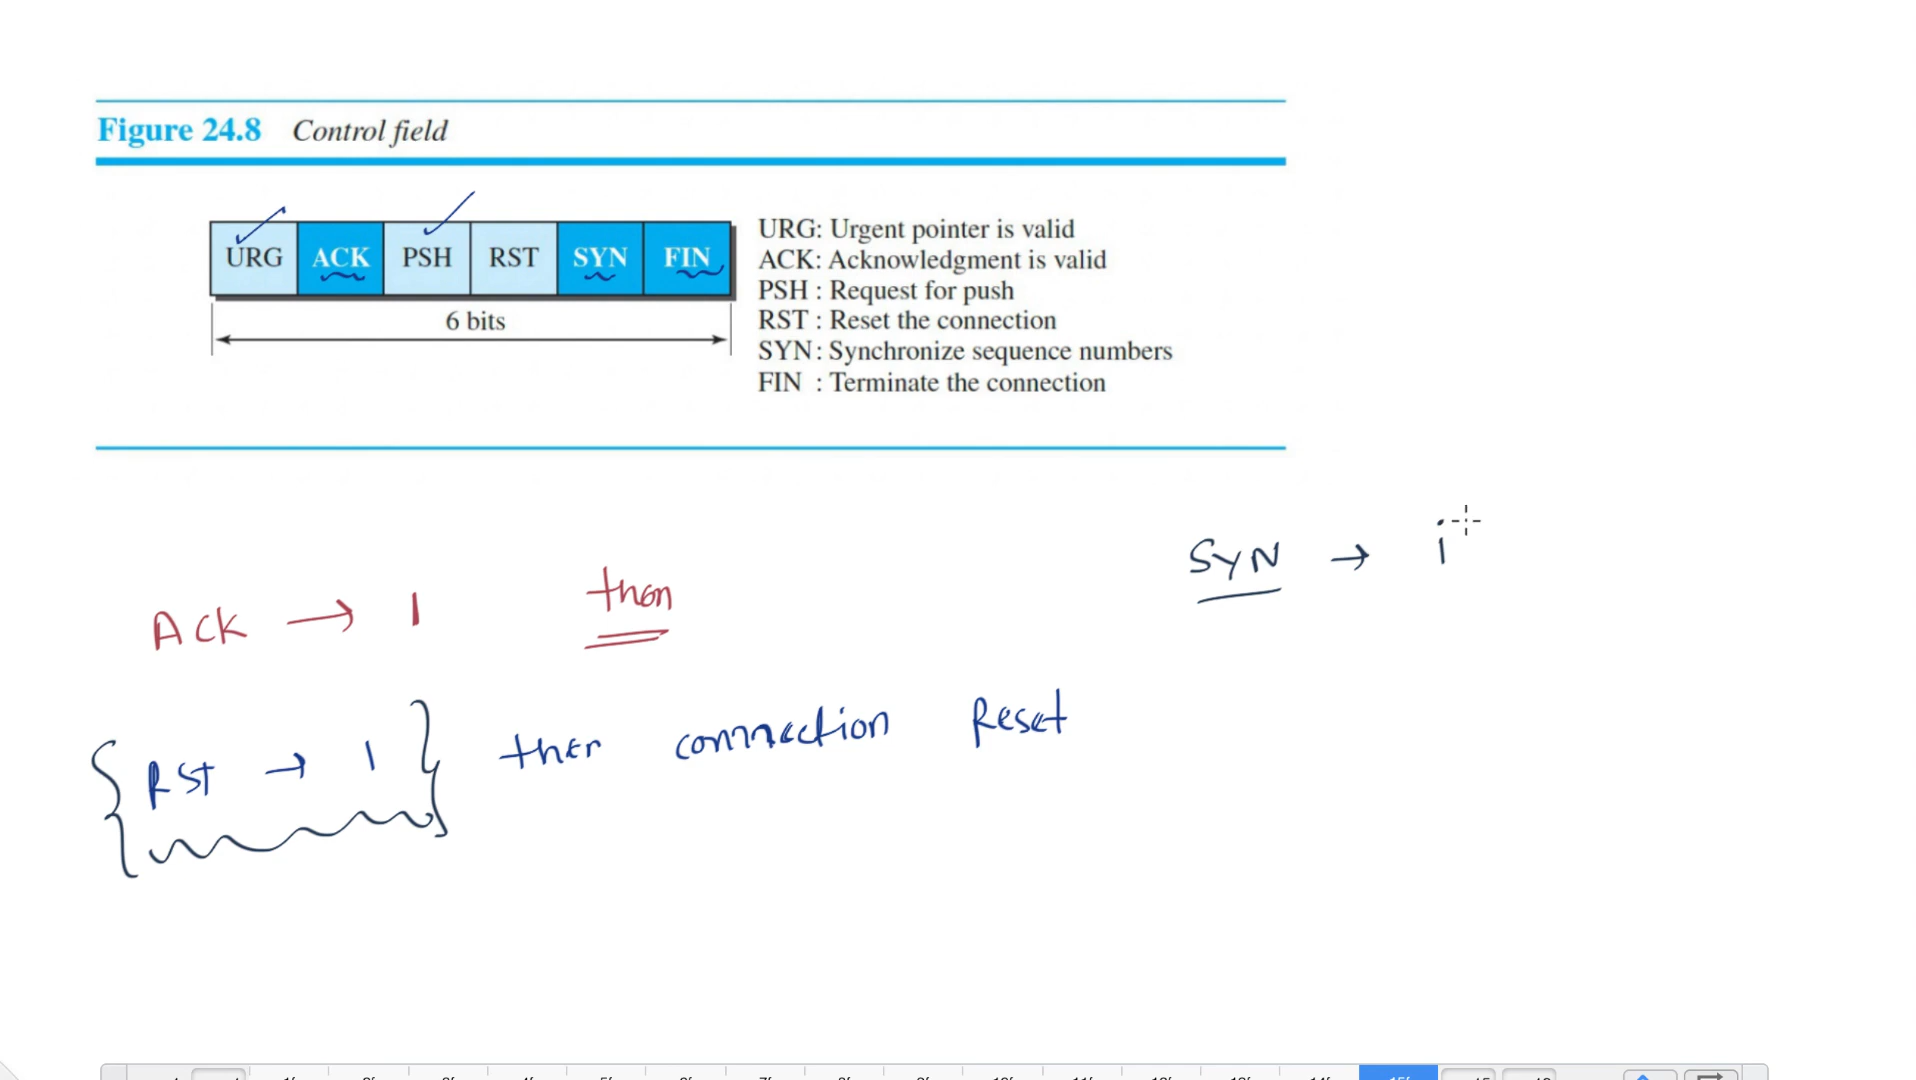 Figure 24.8 Control field
URG ACK PSH RST SYN FIN
6 bits
URG: Urgent pointer is valid
ACK: Acknowledgment is valid
PSH : Request for push
RST : Reset the connection
SYN: Synchronize sequence numbers
FIN : Terminate the connection
SYN → i
Ack → 1 then
{RST → 1} then connection Reset